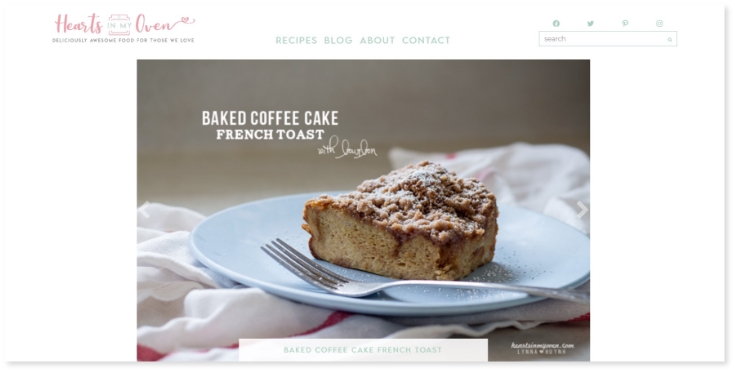 Hearts IN MY Oven
DELICIOUSLY AWESOME FOOD FOR THOSE WE LOVE
RECIPES BLOG ABOUT CONTACT
search
BAKED COFFEE CAKE
FRENCH TOAST
with bourbon
heartsinmyoven.com
LYNNA HUYNH
BAKED COFFEE CAKE FRENCH TOAST